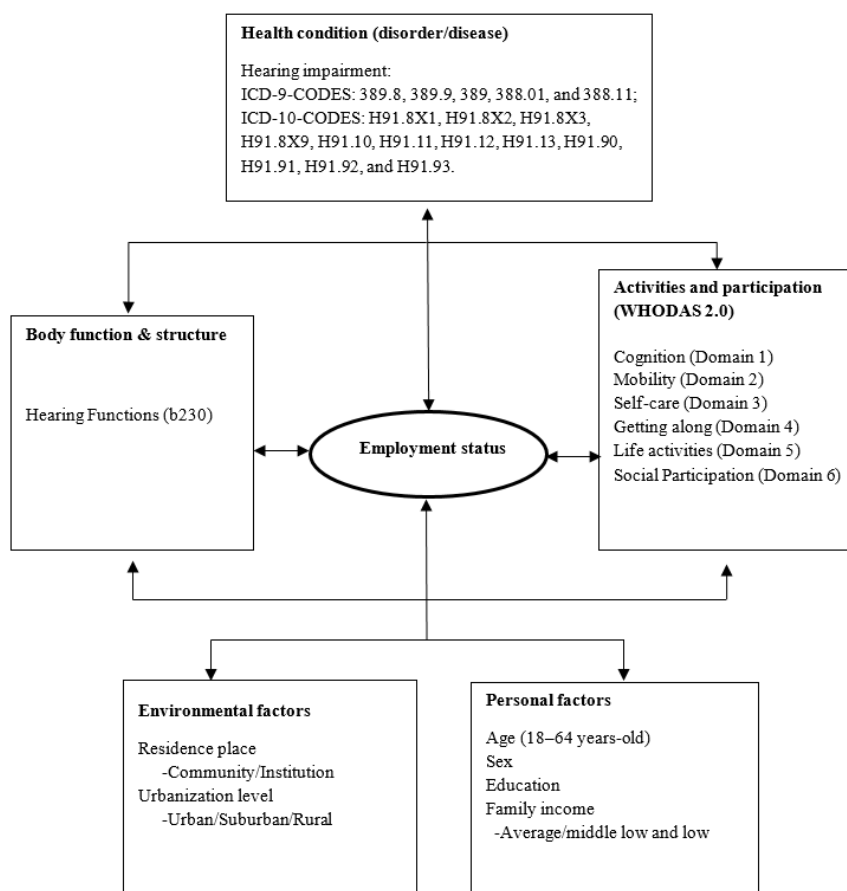 Health condition (disorder/disease)
Hearing impairment:
ICD-9-CODES: 389.8, 389.9, 389, 388.01, and 388.11;
ICD-10-CODES: H91.8X1, H91.8X2, H91.8X3,
H91.8X9, H91.10, H91.11, H91.12, H91.13, H91.90,
H91.91, H91.92, and H91.93.
Body function & structure
Hearing Functions (b230)
Employment status
Activities and participation
(WHODAS 2.0)
Cognition (Domain 1)
Mobility (Domain 2)
Self-care (Domain 3)
Getting along (Domain 4)
Life activities (Domain 5)
Social Participation (Domain 6)
Environmental factors
Residence place
-Community/Institution
Urbanization level
-Urban/Suburban/Rural
Personal factors
Age (18–64 years-old)
Sex
Education
Family income
-Average/middle low and low